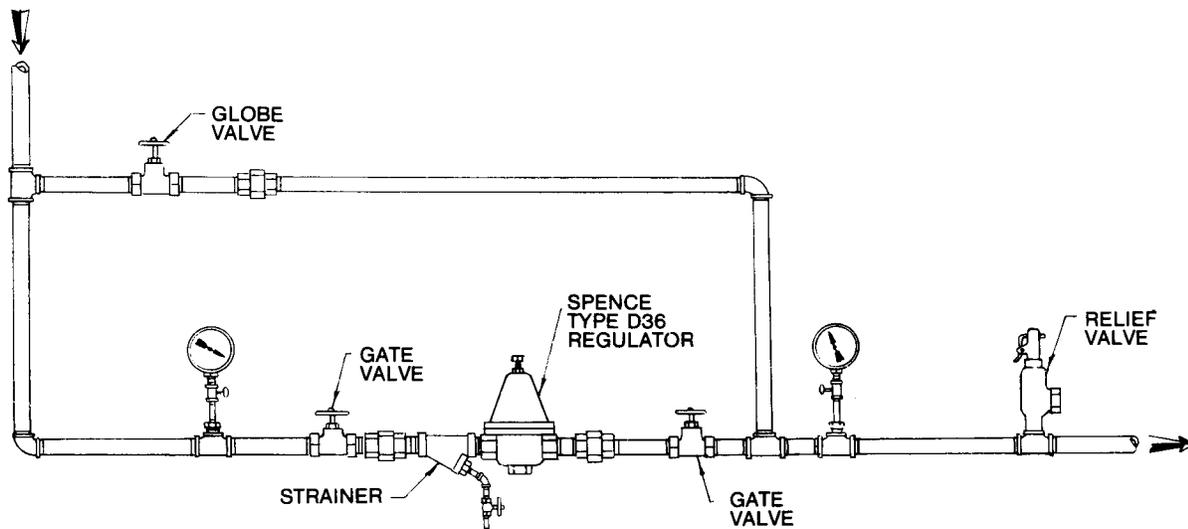 GLOBE
VALVE
SPENCE
TYPE D36
REGULATOR
RELIEF
VALVE
GATE
VALVE
STRAINER
GATE
VALVE